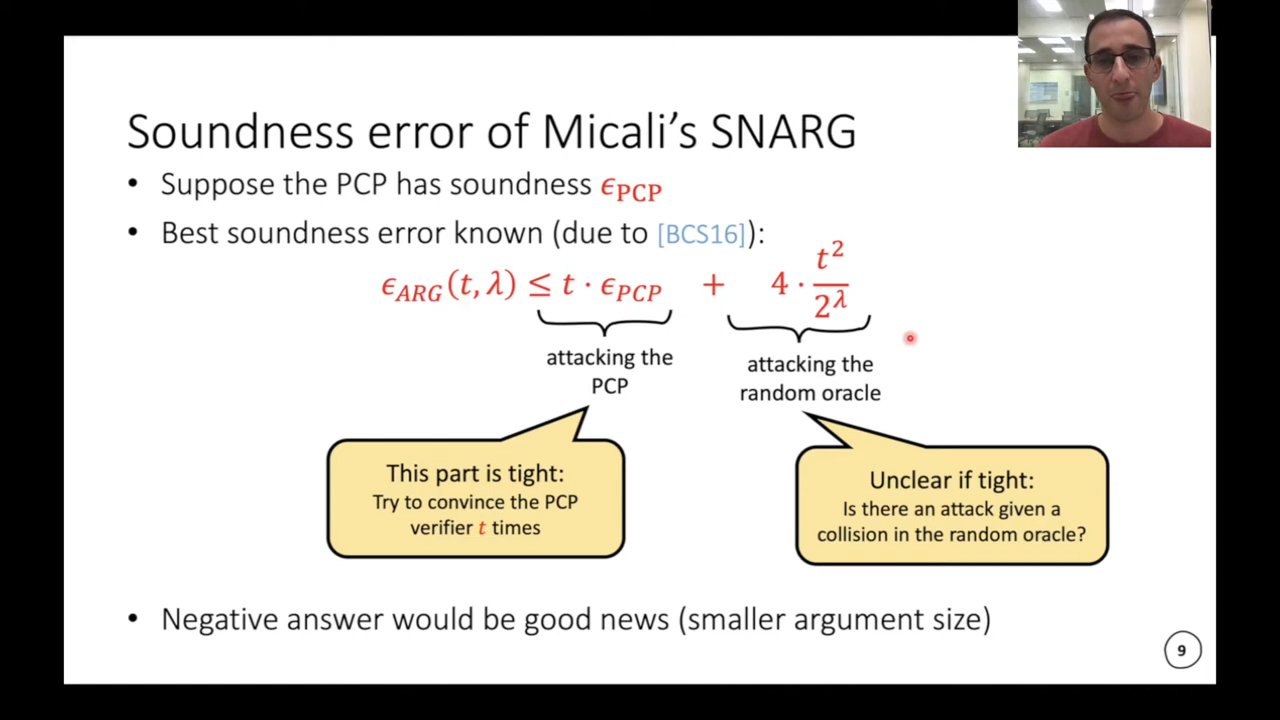 Soundness error of Micali's SNARG
• Suppose the PCP has soundness ϵ_PCP
• Best soundness error known (due to [BCS16]):
ϵ_ARG(t, λ) ≤ t · ϵ_PCP + 4 · t²/2^λ
attacking the
PCP
attacking the
random oracle
This part is tight:
Try to convince the PCP
verifier t times
Unclear if tight:
Is there an attack given a
collision in the random oracle?
• Negative answer would be good news (smaller argument size)
9